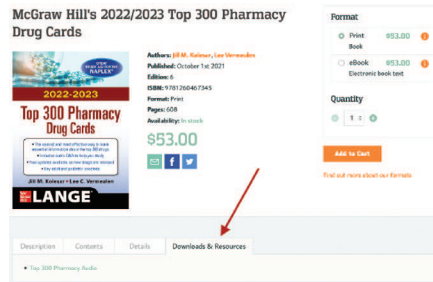 McGraw Hill's 2022/2023 Top 300 Pharmacy
Drug Cards
Authors: Jill M. Kolesar, Lee Vermeulen
Published: October 1st 2021
Edition: 6
ISBN: 9781260467345
Format: Print
Pages: 608
Availability: In stock
$53.00
NAPLEX
2022-2023
Top 300 Pharmacy
Drug Cards
Jill M. Kolesar • Lee C. Vermeulen
LANGE
Format
Print $53.00
Book
eBook $53.00
Electronic book text
Quantity
1
Add to Cart
Find out more about our formats
Description Contents Details Downloads & Resources
Top 300 Pharmacy Audio